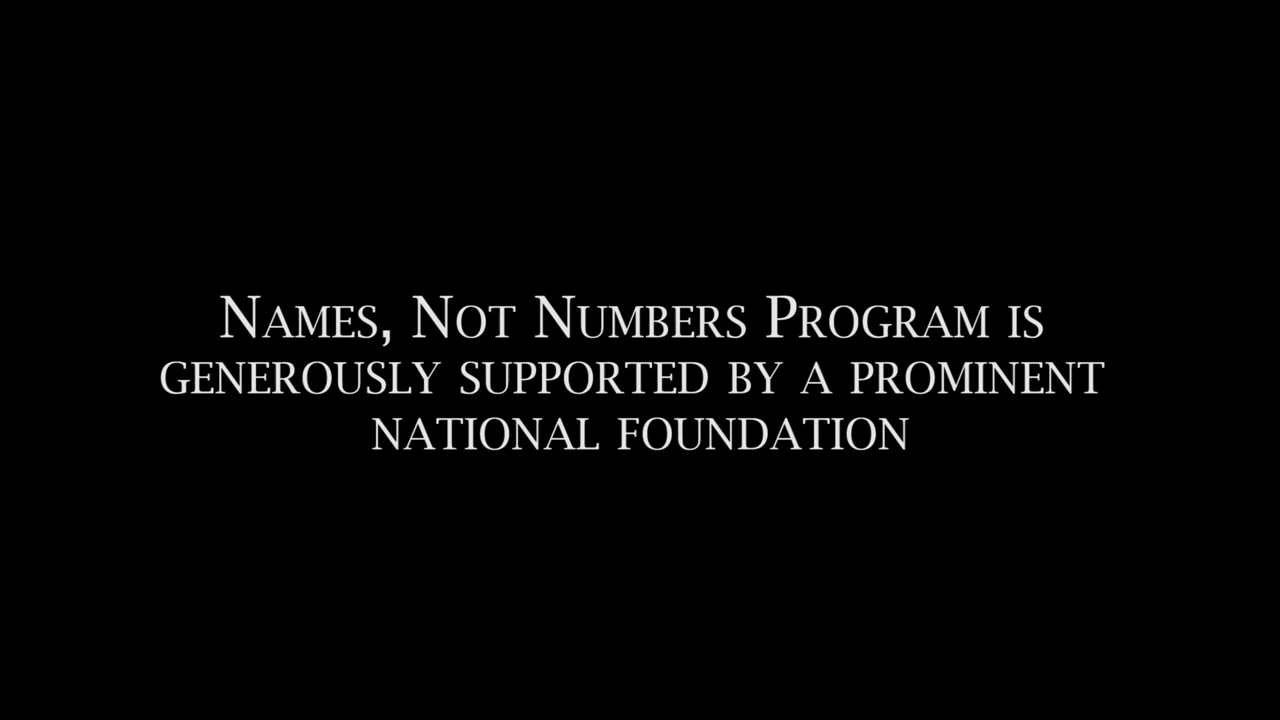 Names, Not Numbers Program is
generously supported by a prominent
national foundation